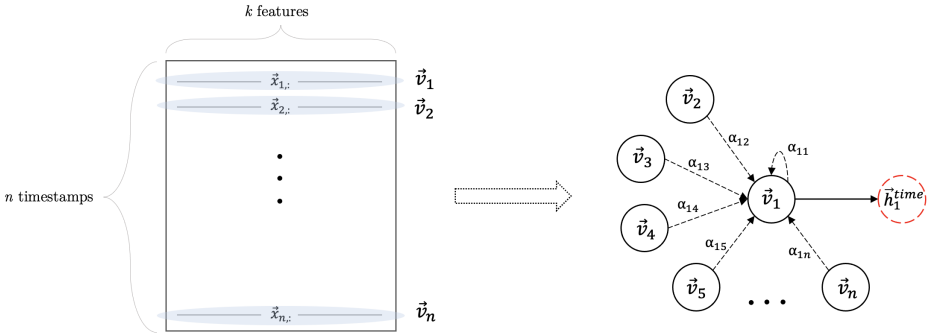 k features
n timestamps
x⃗₁,:
v⃗₁
x⃗₂,:
v⃗₂
x⃗ₙ,:
v⃗ₙ
v⃗₂
v⃗₃
v⃗₄
v⃗₅
v⃗ₙ
v⃗₁
α₁₂
α₁₃
α₁₄
α₁₅
α₁ₙ
α₁₁
h⃗₁ᵗⁱᵐᵉ